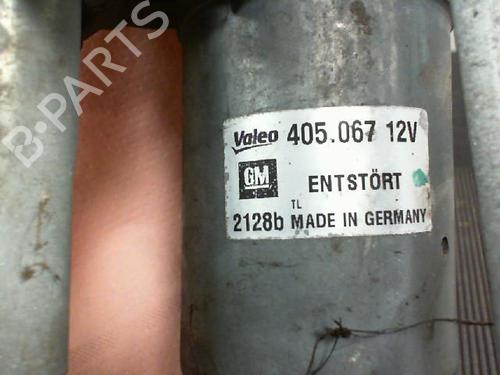 B-PARTS
Valeo 405.067 12V
GM ENTSTÖRT
TL
2128b MADE IN GERMANY